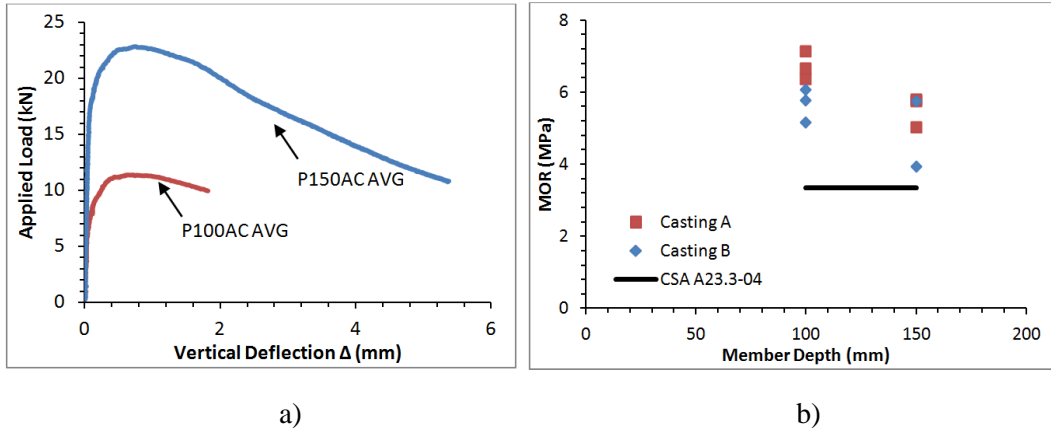 25
20
15
10
5
0
Applied Load (kN)
P150AC AVG
P100AC AVG
0 2 4 6
Vertical Deflection Δ (mm)
a)
8
6
4
2
0
MOR (MPa)
Casting A
Casting B
CSA A23.3-04
0 50 100 150 200
Member Depth (mm)
b)